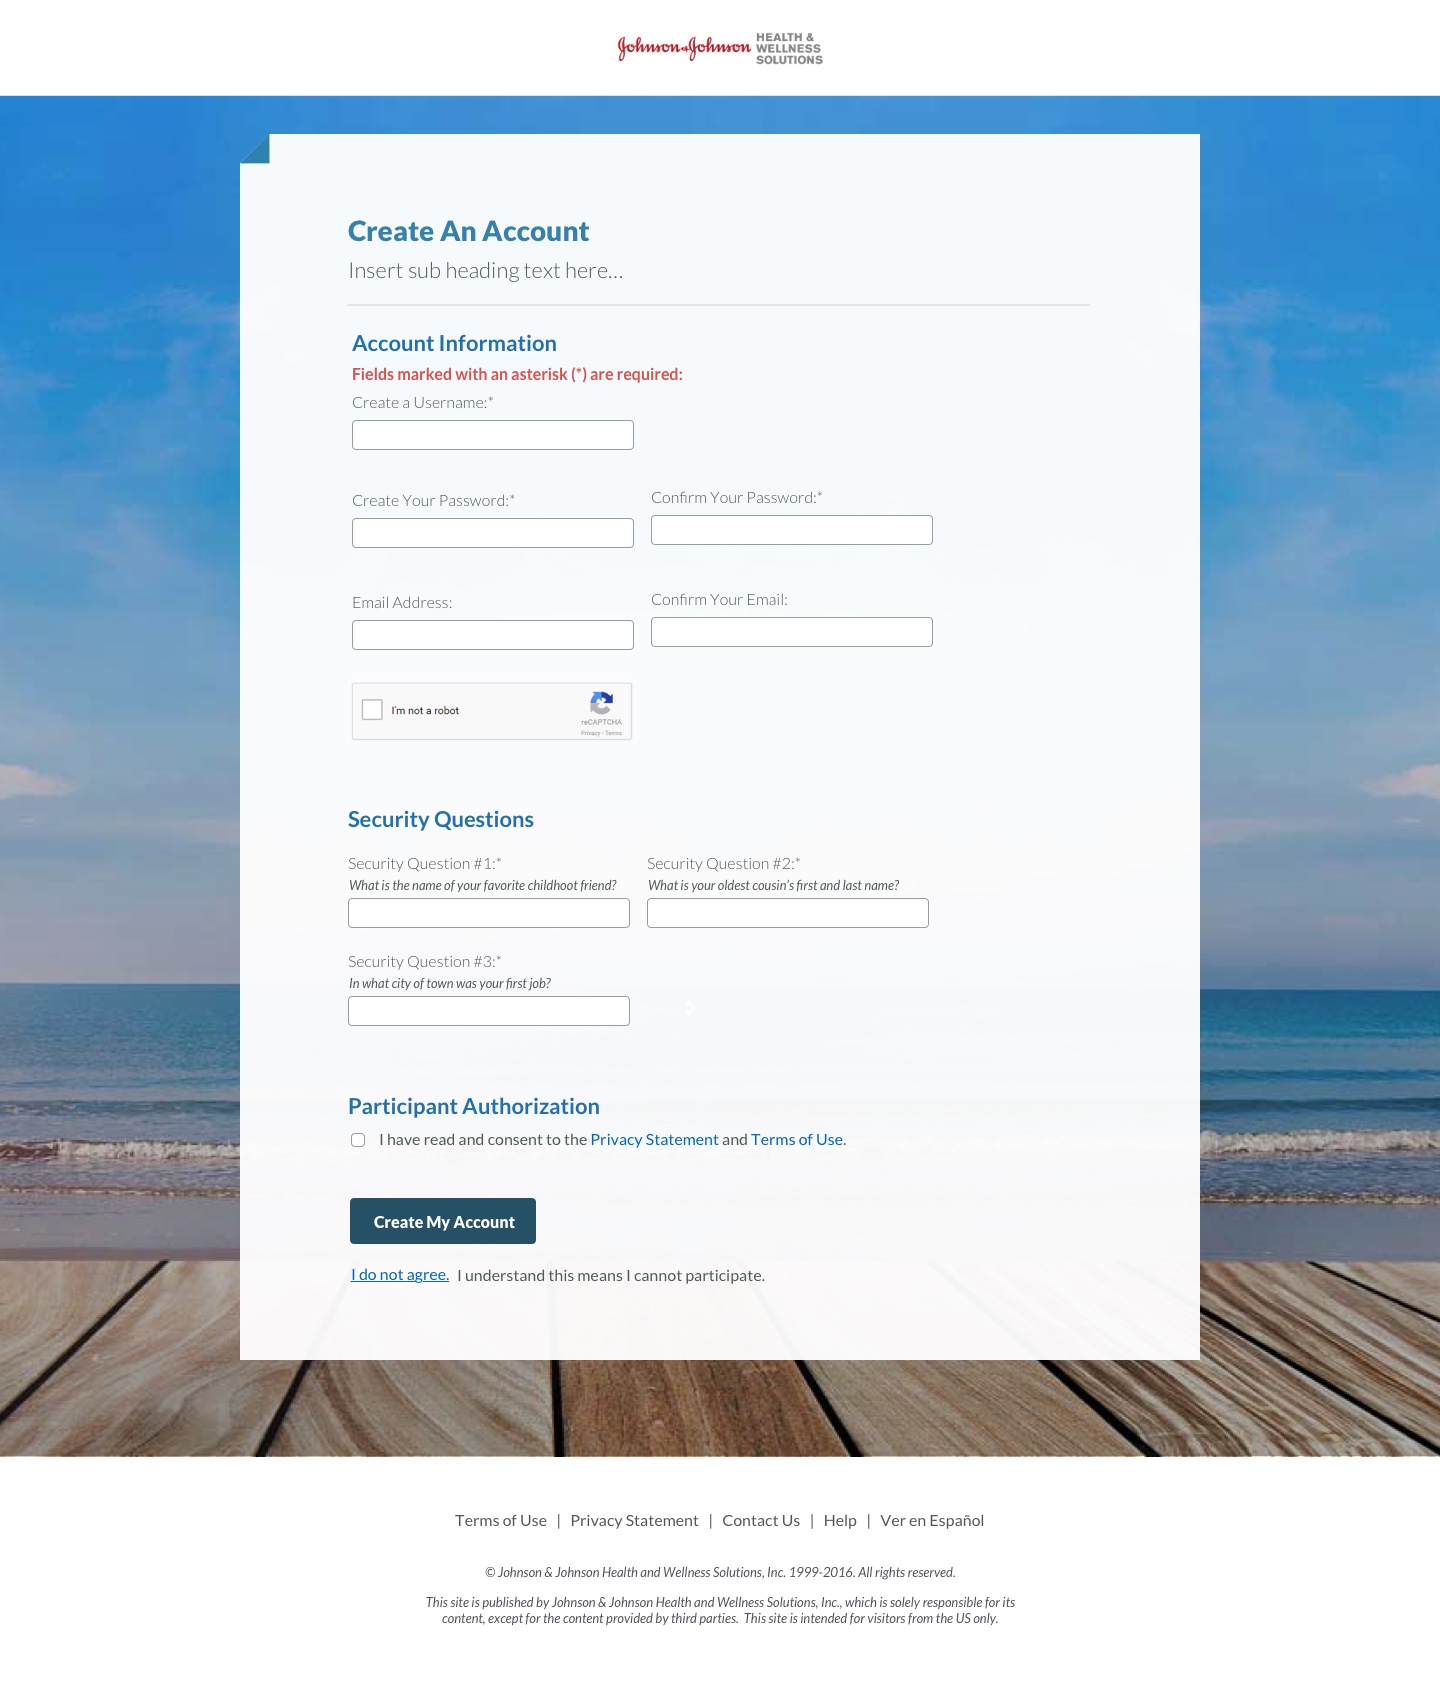 Johnson & Johnson HEALTH &
WELLNESS
SOLUTIONS
Create An Account
Insert sub heading text here...
Account Information
Fields marked with an asterisk (*) are required:
Create a Username:*
Create Your Password:*
Confirm Your Password:*
Email Address:
Confirm Your Email:
I'm not a robot
reCAPTCHA
Privacy - Terms
Security Questions
Security Question #1:*
What is the name of your favorite childhoot friend?
Security Question #2:*
What is your oldest cousin's first and last name?
Security Question #3:*
In what city of town was your first job?
Participant Authorization
I have read and consent to the Privacy Statement and Terms of Use.
Create My Account
I do not agree. I understand this means I cannot participate.
Terms of Use | Privacy Statement | Contact Us | Help | Ver en Español
© Johnson & Johnson Health and Wellness Solutions, Inc. 1999-2016. All rights reserved.
This site is published by Johnson & Johnson Health and Wellness Solutions, Inc., which is solely responsible for its
content, except for the content provided by third parties. This site is intended for visitors from the US only.